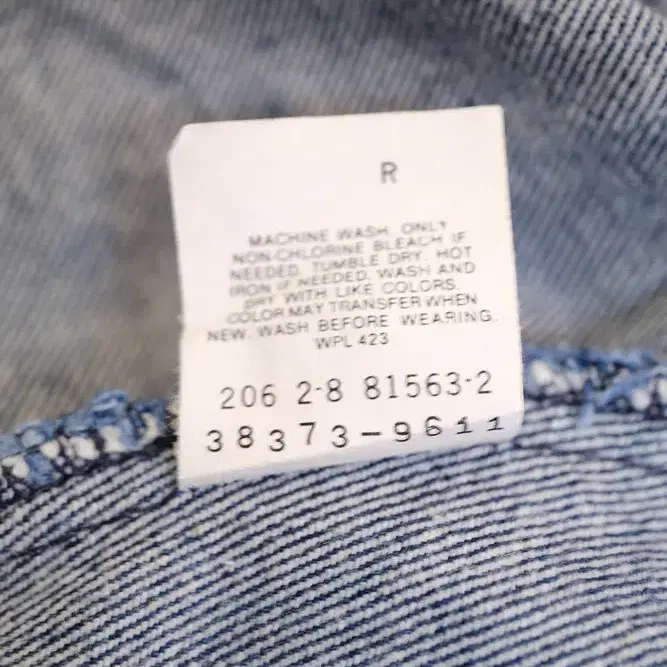 R
MACHINE WASH ONLY
NON-CHLORINE BLEACH IF
NEEDED. TUMBLE DRY. HOT
IRON IF NEEDED. WASH AND
DRY WITH LIKE COLORS.
COLOR MAY TRANSFER WHEN
NEW. WASH BEFORE WEARING.
WPL 423
206 2-8 81563-2
38373-9611